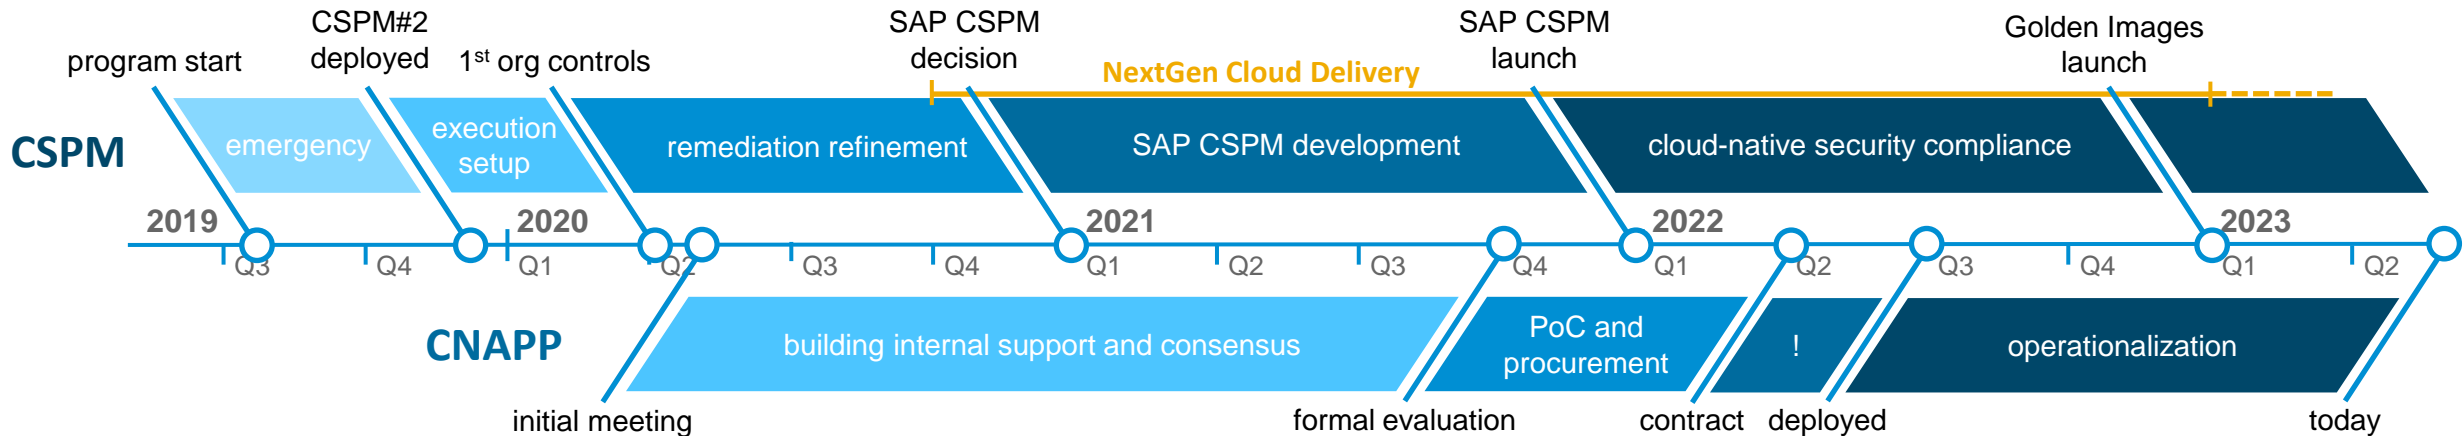 CSPM#2
deployed
SAP CSPM
decision
SAP CSPM
launch
Golden Images
launch
program start
1st org controls
NextGen Cloud Delivery
CSPM
emergency
execution
setup
remediation refinement
SAP CSPM development
cloud-native security compliance
2019
2020
2021
2022
2023
Q3
Q4
Q1
Q2
Q3
Q4
Q1
Q2
Q3
Q4
Q1
Q2
Q3
Q4
Q1
Q2
CNAPP
building internal support and consensus
PoC and
procurement
!
operationalization
initial meeting
formal evaluation
contract
deployed
today